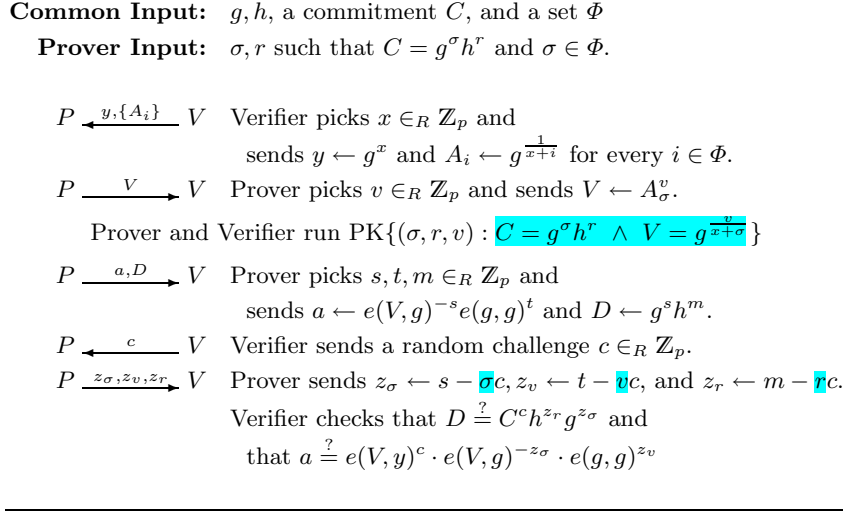 Common Input: g, h, a commitment C, and a set Φ
Prover Input: σ, r such that C = g^σ h^r and σ ∈ Φ.
P ←^{y,{A_i}} V Verifier picks x ∈_R ℤ_p and
sends y ← g^x and A_i ← g^{\frac{1}{x+i}} for every i ∈ Φ.
P →^{V} V Prover picks v ∈_R ℤ_p and sends V ← A_σ^v.
Prover and Verifier run PK{(σ, r, v) : C = g^σ h^r ∧ V = g^{\frac{v}{x+σ}}}
P →^{a,D} V Prover picks s, t, m ∈_R ℤ_p and
sends a ← e(V, g)^{−s} e(g, g)^t and D ← g^s h^m.
P ←^{c} V Verifier sends a random challenge c ∈_R ℤ_p.
P →^{z_σ,z_v,z_r} V Prover sends z_σ ← s − σc, z_v ← t − vc, and z_r ← m − rc.
Verifier checks that D ≟ C^c h^{z_r} g^{z_σ} and
that a ≟ e(V, y)^c · e(V, g)^{−z_σ} · e(g, g)^{z_v}